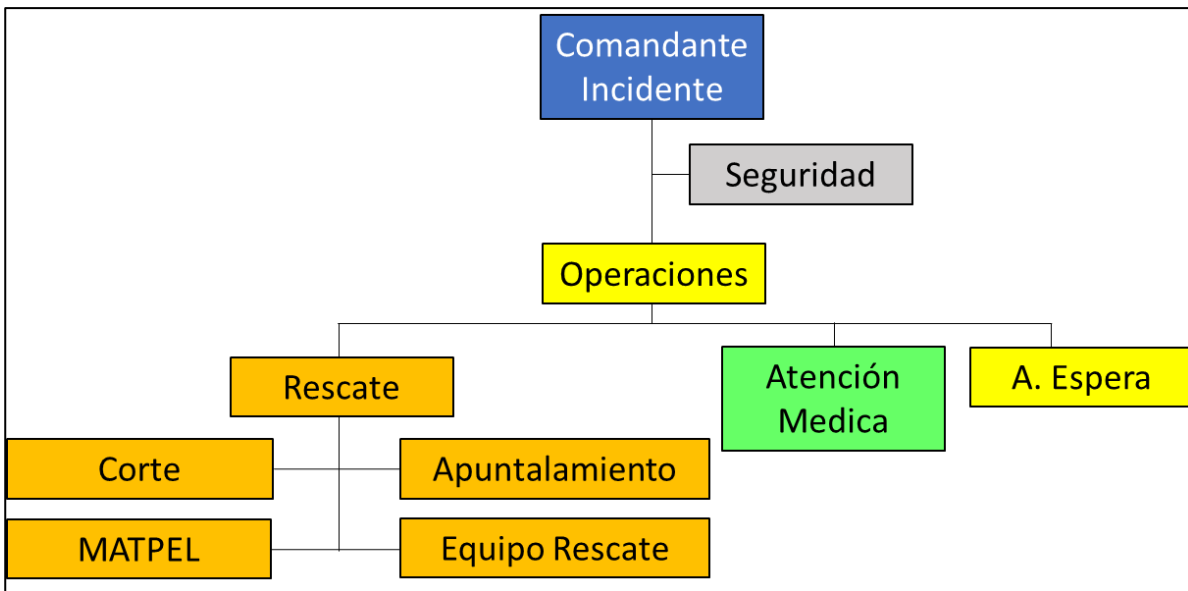 Comandante
Incidente
Seguridad
Operaciones
Rescate
Atención
Medica
A. Espera
Corte
Apuntalamiento
MATPEL
Equipo Rescate